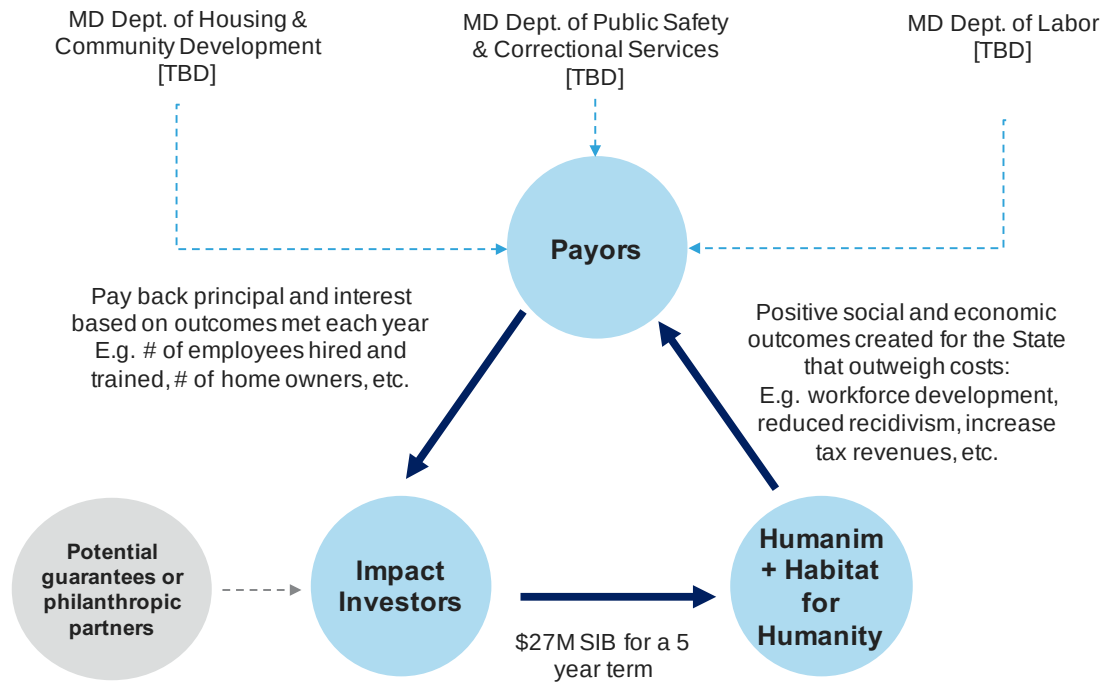 MD Dept. of Housing &
Community Development
[TBD]
MD Dept. of Public Safety
& Correctional Services
[TBD]
MD Dept. of Labor
[TBD]
Payors
Pay back principal and interest
based on outcomes met each year
E.g. # of employees hired and
trained, # of home owners, etc.
Positive social and economic
outcomes created for the State
that outweigh costs:
E.g. workforce development,
reduced recidivism, increase
tax revenues, etc.
Potential
guarantees or
philanthropic
partners
Impact
Investors
$27M SIB for a 5
year term
Humanim
+ Habitat
for
Humanity